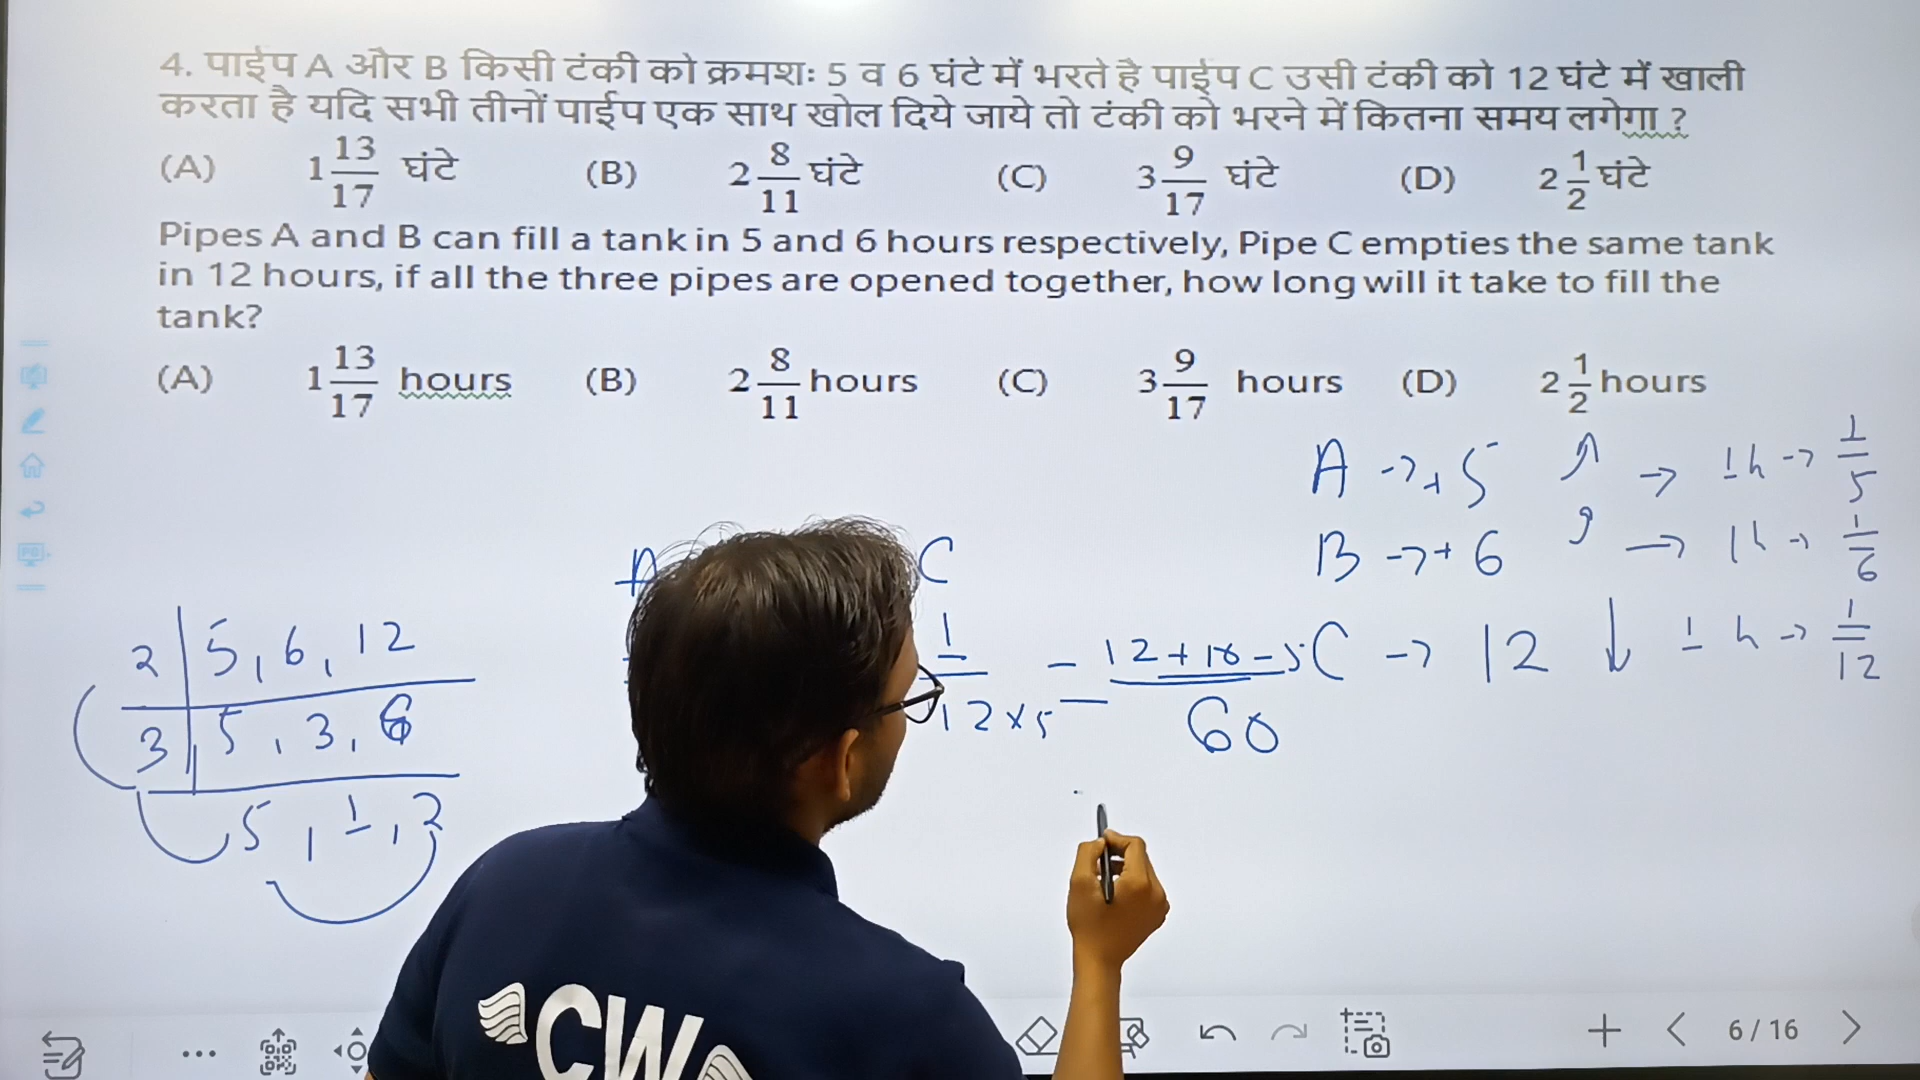 4. पाईप A और B किसी टंकी को क्रमशः 5 व 6 घंटे में भरते है पाईप C उसी टंकी को 12 घंटे में खाली
करता है यदि सभी तीनों पाईप एक साथ खोल दिये जाये तो टंकी को भरने में कितना समय लगेगा ?
(A) 1 13/17 घंटे (B) 2 8/11 घंटे (C) 3 9/17 घंटे (D) 2 1/2 घंटे
Pipes A and B can fill a tank in 5 and 6 hours respectively, Pipe C empties the same tank
in 12 hours, if all the three pipes are opened together, how long will it take to fill the
tank?
(A) 1 13/17 hours (B) 2 8/11 hours (C) 3 9/17 hours (D) 2 1/2 hours
A → +5 ↑ → 1h → 1/5
B → +6 ↑ → 1h → 1/6
C → 12 ↓ 1h → 1/12
A C
2 | 5, 6, 12
3 | 5, 3, 6
5, 1, 2
1/12×5 = 12+10-5/60
CW
6 / 16